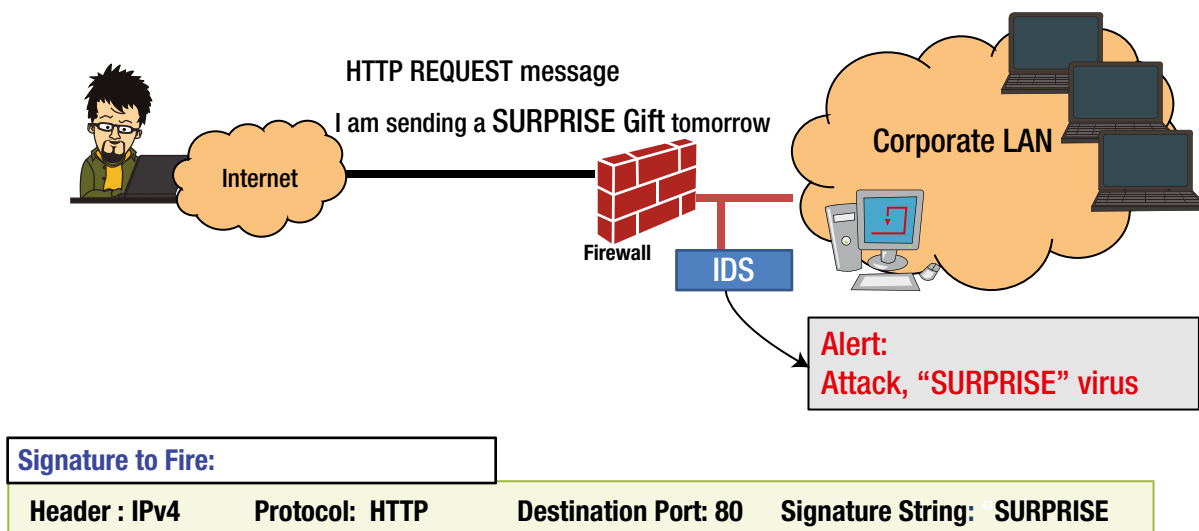 HTTP REQUEST message
I am sending a SURPRISE Gift tomorrow
Internet
Corporate LAN
Firewall
IDS
Alert:
Attack, “SURPRISE” virus
Signature to Fire:
Header : IPv4 Protocol: HTTP Destination Port: 80 Signature String: “SURPRISE